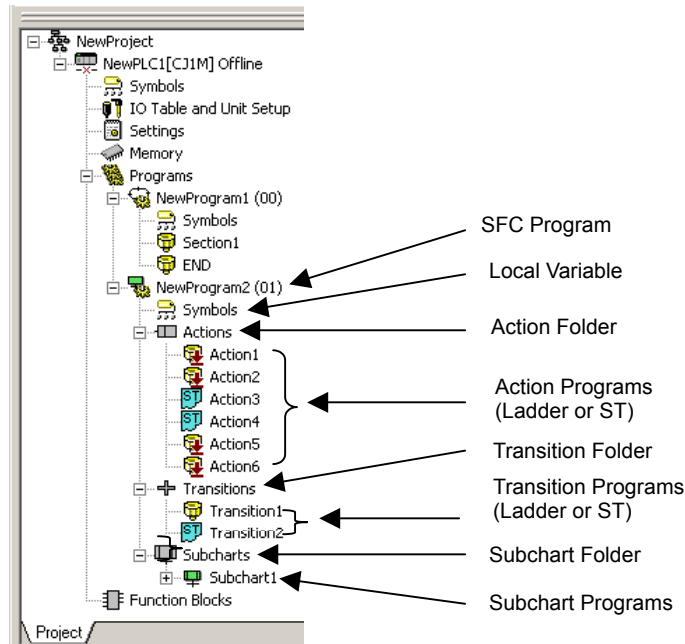 NewProject
NewPLC1[CJ1M] Offline
Symbols
IO Table and Unit Setup
Settings
Memory
Programs
NewProgram1 (00)
Symbols
Section1
END
NewProgram2 (01)
Symbols
Actions
Action1
Action2
ST Action3
ST Action4
Action5
Action6
Transitions
Transition1
ST Transition2
Subcharts
Subchart1
Function Blocks
Project
SFC Program
Local Variable
Action Folder
Action Programs
(Ladder or ST)
Transition Folder
Transition Programs
(Ladder or ST)
Subchart Folder
Subchart Programs